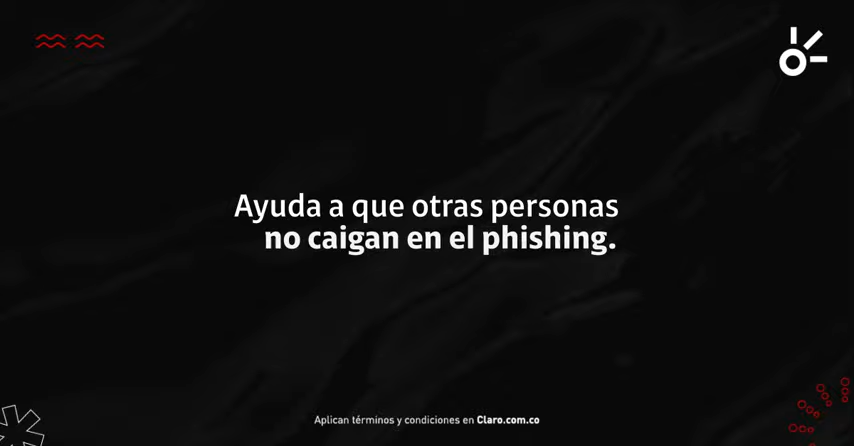 Ayuda a que otras personas
no caigan en el phishing.
Aplican términos y condiciones en Claro.com.co